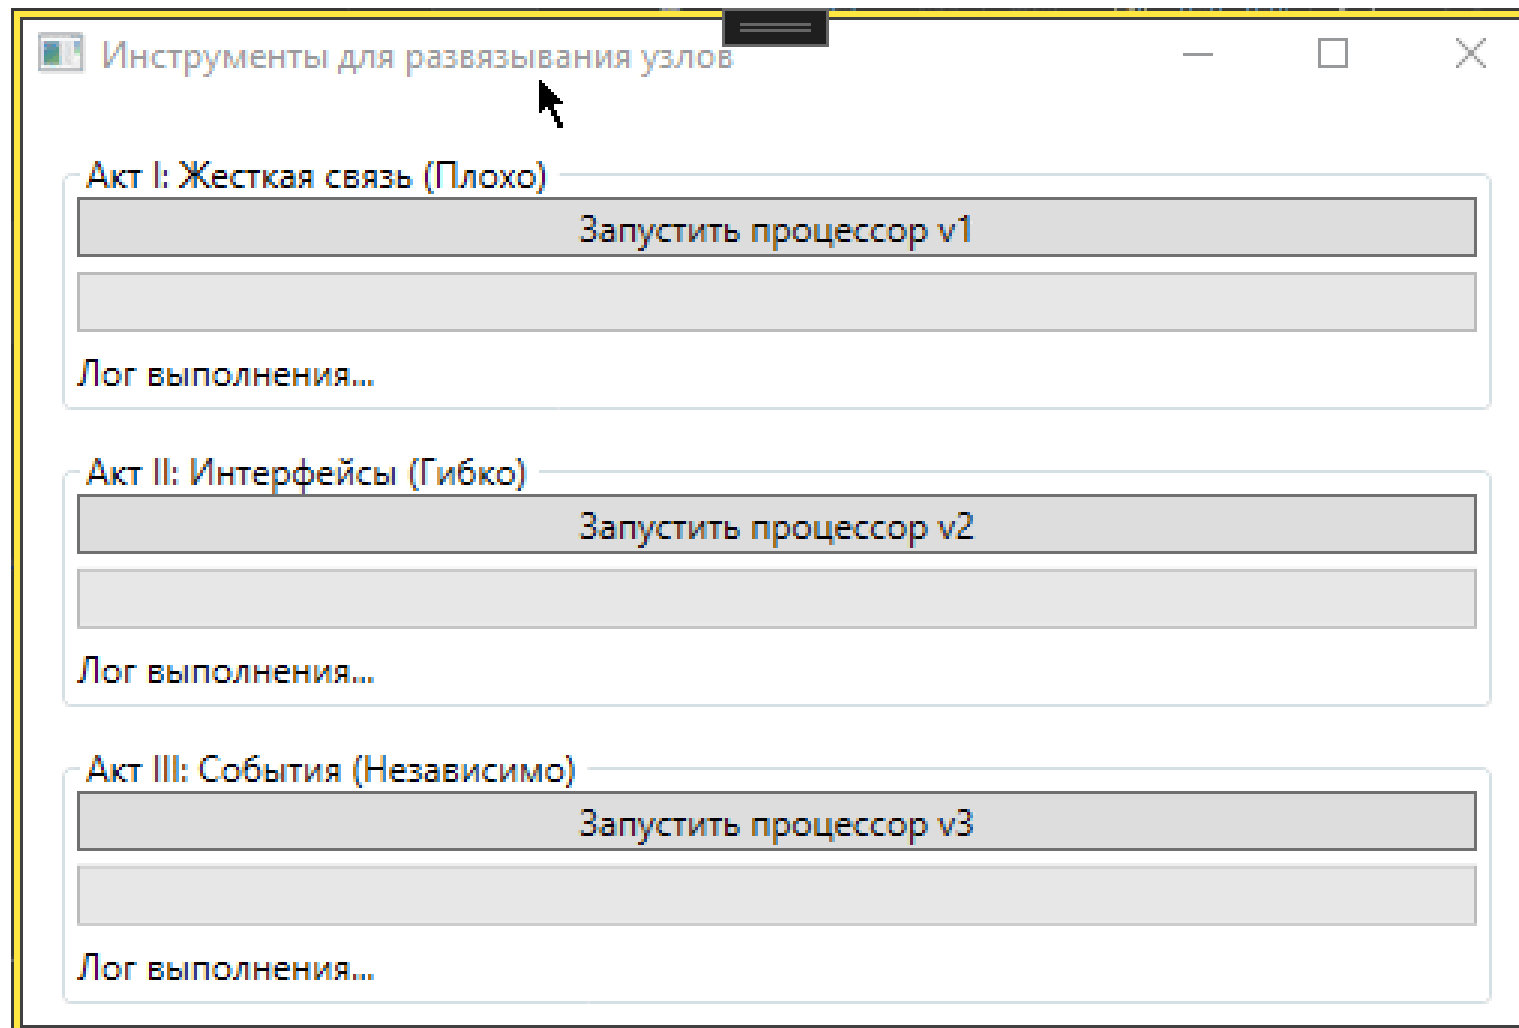 Инструменты для развязывания узлов
Акт I: Жесткая связь (Плохо)
Запустить процессор v1
Лог выполнения...
Акт II: Интерфейсы (Гибко)
Запустить процессор v2
Лог выполнения...
Акт III: События (Независимо)
Запустить процессор v3
Лог выполнения...